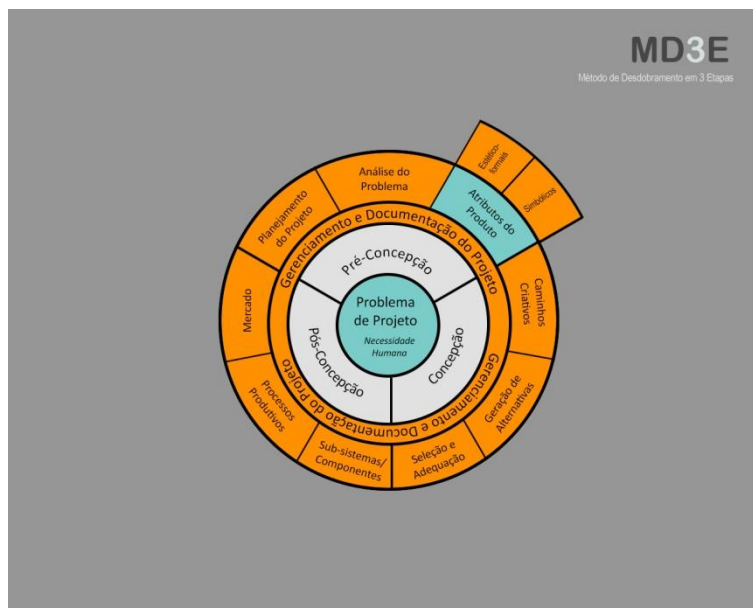 MD3E
Método de Desdobramento em 3 Etapas
Estético-
formais
Simbólicos
Análise do
Problema
Atributos do
Produto
Planejamento
do Projeto
Gerenciamento e Documentação do Projeto
Pré-Concepção
Mercado
Problema
de Projeto
Necessidade
Humana
Caminhos
Criativos
Pós-Concepção
Concepção
Gerenciamento e Documentação do Projeto
Processos
Produtivos
Geração de
Alternativas
Sub-sistemas/
Componentes
Seleção e
Adequação